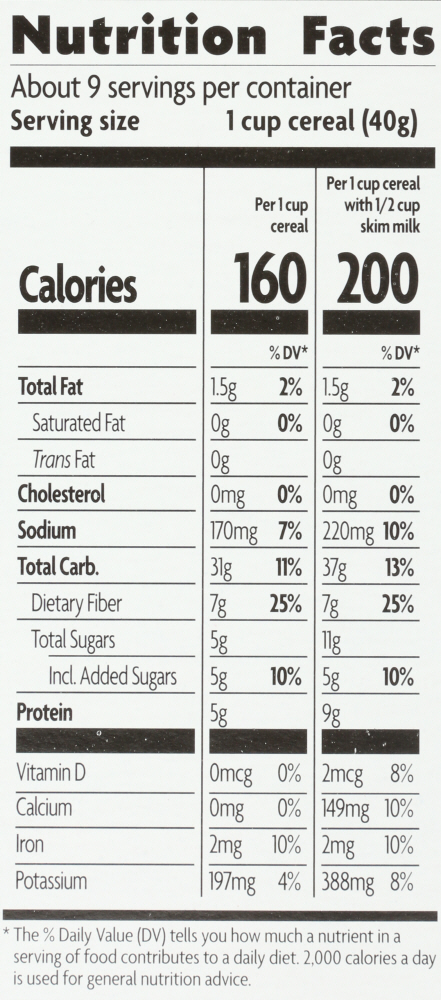 Nutrition Facts
About 9 servings per container
Serving size 1 cup cereal (40g)
Per 1 cup cereal
Per 1 cup cereal with 1/2 cup skim milk
Calories 160 200
% DV* % DV*
Total Fat 1.5g 2% 1.5g 2%
Saturated Fat 0g 0% 0g 0%
Trans Fat 0g 0g
Cholesterol 0mg 0% 0mg 0%
Sodium 170mg 7% 220mg 10%
Total Carb. 31g 11% 37g 13%
Dietary Fiber 7g 25% 7g 25%
Total Sugars 5g 11g
Incl. Added Sugars 5g 10% 5g 10%
Protein 5g 9g
Vitamin D 0mcg 0% 2mcg 8%
Calcium 0mg 0% 149mg 10%
Iron 2mg 10% 2mg 10%
Potassium 197mg 4% 388mg 8%
* The % Daily Value (DV) tells you how much a nutrient in a
serving of food contributes to a daily diet. 2,000 calories a day
is used for general nutrition advice.